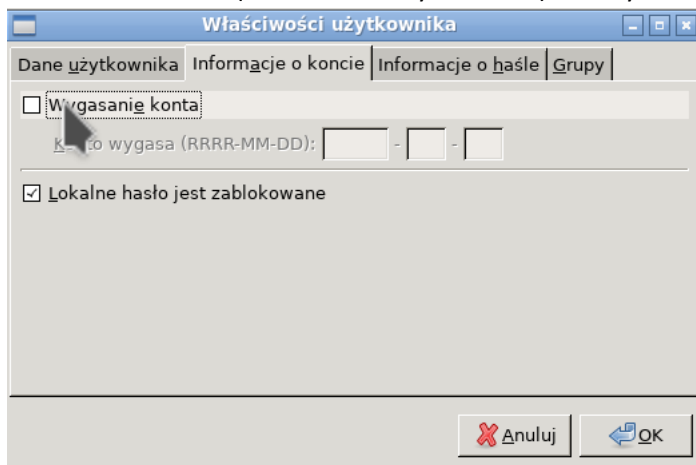 Właściwości użytkownika
Dane użytkownika Informacje o koncie Informacje o haśle Grupy
Wygasanie konta
Konto wygasa (RRRR-MM-DD): - -
Lokalne hasło jest zablokowane
Anuluj OK